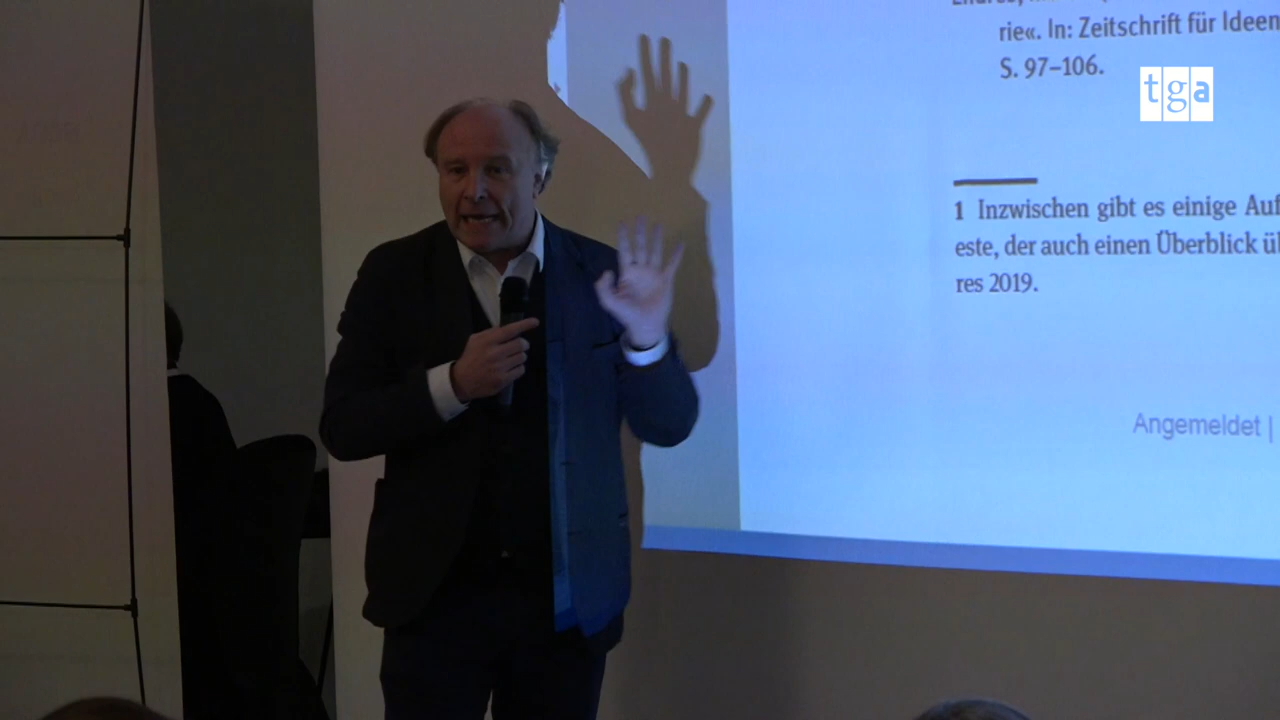 rie«. In: Zeitschrift für Ideen
S. 97–106.
tga
1 Inzwischen gibt es einige Auf
este, der auch einen Überblick ü
res 2019.
Angemeldet |